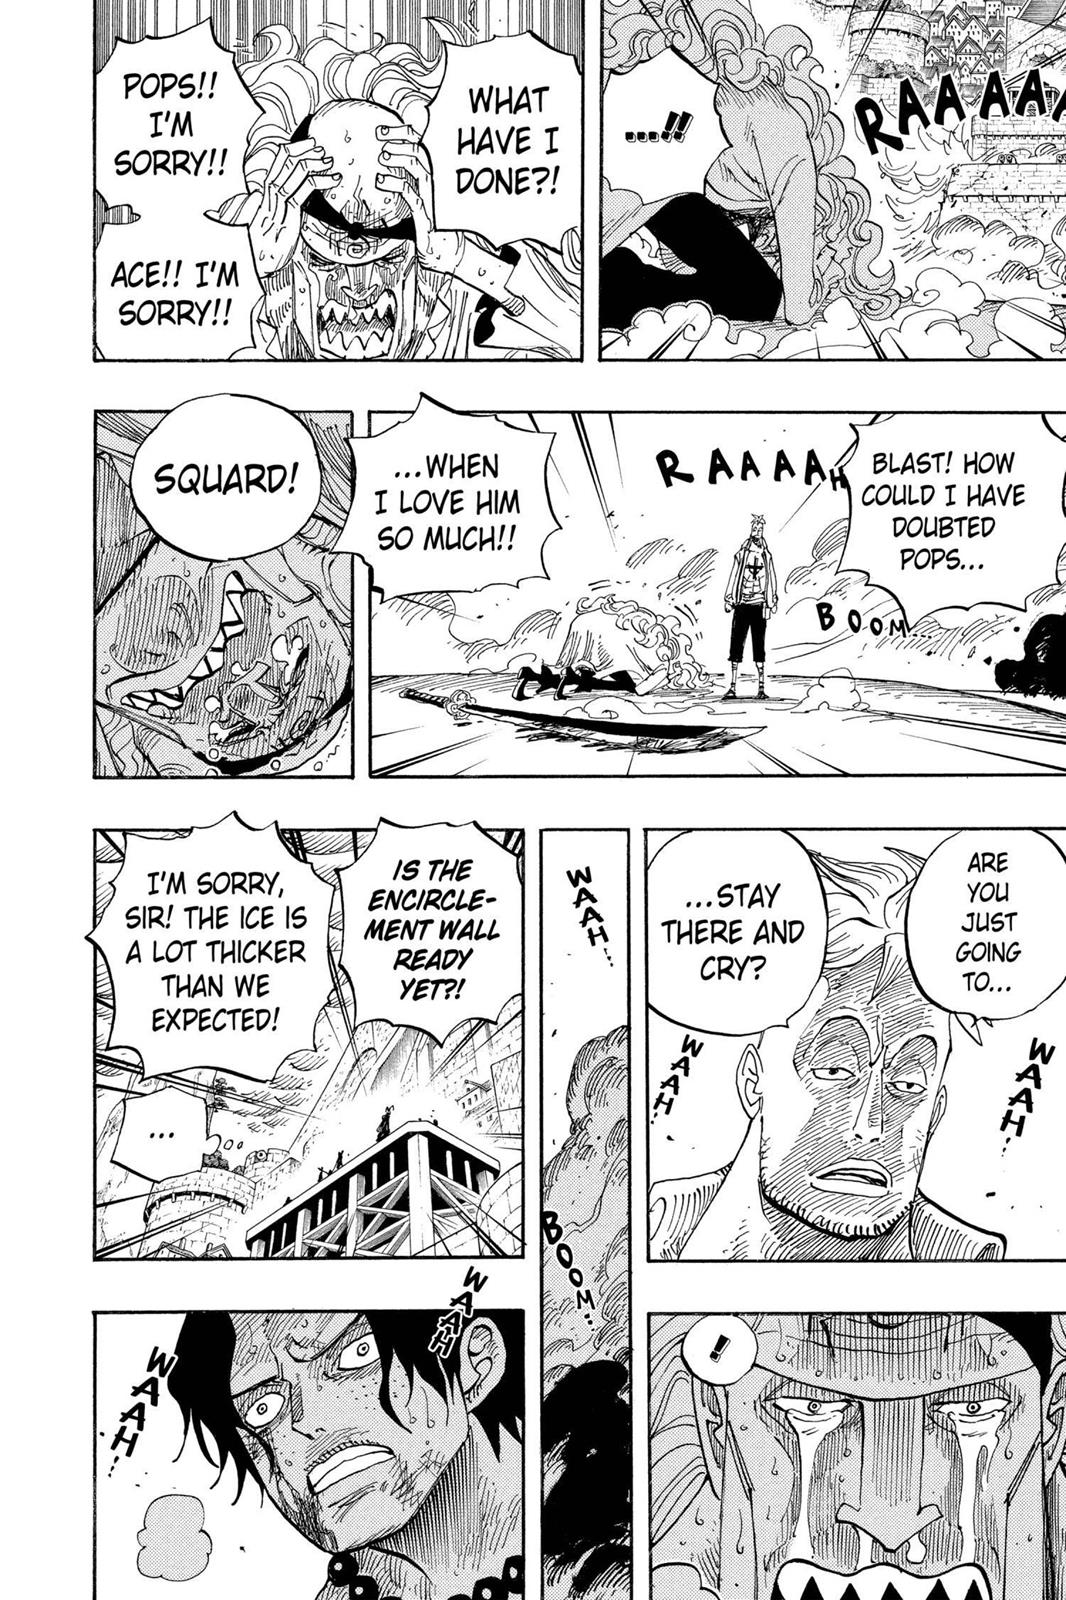 RAAAAA
....!!
WHAT
HAVE I
DONE?!
POPS!!
I'M
SORRY!!
ACE!! I'M
SORRY!!
BLAST! HOW
COULD I HAVE
DOUBTED
POPS...
RAAAAH
BOOM...
...WHEN
I LOVE HIM
SO MUCH!!
SQUARD!
ARE
YOU
JUST
GOING
TO...
...STAY
THERE AND
CRY?
WAAH!
WAAH!
WAAH!...
BOOM...
IS THE
ENCIRCLE-
MENT WALL
READY
YET?!
I'M SORRY,
SIR! THE ICE IS
A LOT THICKER
THAN WE
EXPECTED!
...
!
WAAH!
WAAH!